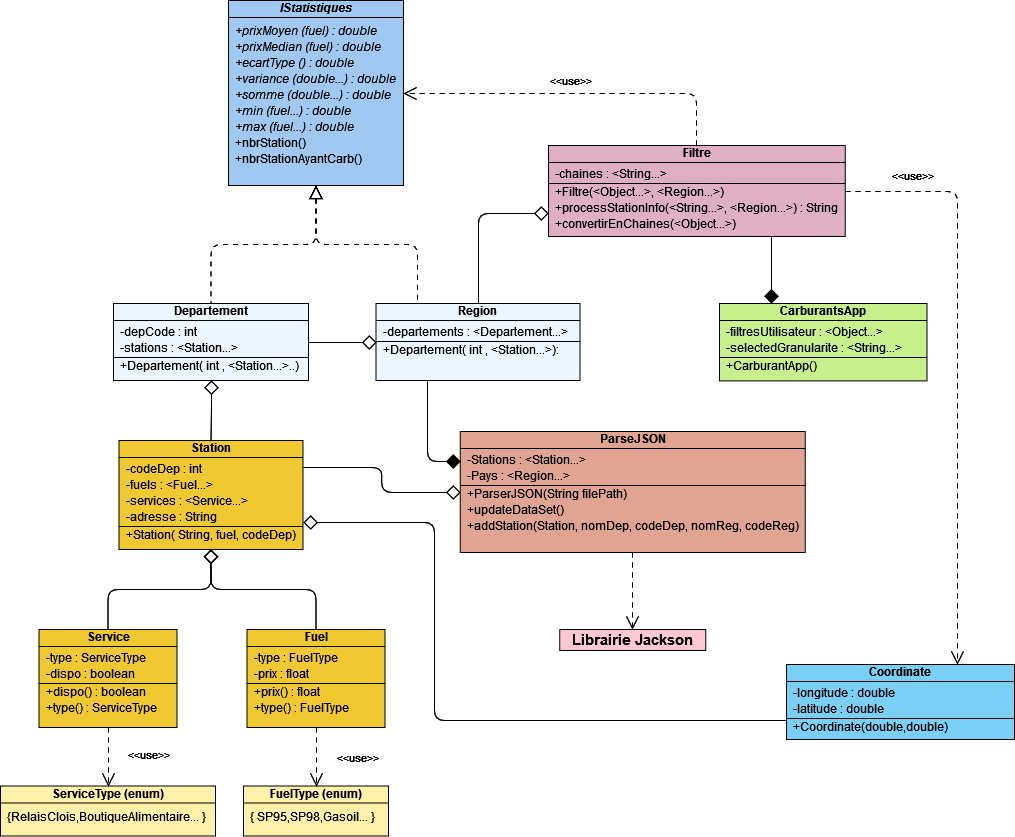 IStatistiques
+prixMoyen (fuel) : double
+prixMedian (fuel) : double
+ecartType () : double
+variance (double...) : double
+somme (double...) : double
+min (fuel...) : double
+max (fuel...) : double
+nbrStation()
+nbrStationAyantCarb()
<<use>>
Filtre
-chaines : <String...>
+Filtre(<Object...>, <Region...>)
+processStationInfo(<String...>, <Region...>) : String
+convertirEnChaines(<Object...>)
<<use>>
Departement
-depCode : int
-stations : <Station...>
+Departement( int , <Station...>..)
Region
-departements : <Departement...>
+Departement( int , <Station...>):
CarburantsApp
-filtresUtilisateur : <Object...>
-selectedGranularite : <String...>
+CarburantApp()
Station
-codeDep : int
-fuels : <Fuel...>
-services : <Service...>
-adresse : String
+Station( String, fuel, codeDep)
ParseJSON
-Stations : <Station...>
-Pays : <Region...>
+ParserJSON(String filePath)
+updateDataSet()
+addStation(Station, nomDep, codeDep, nomReg, codeReg)
Service
-type : ServiceType
-dispo : boolean
+dispo() : boolean
+type() : ServiceType
Fuel
-type : FuelType
-prix : float
+prix() : float
+type() : FuelType
Librairie Jackson
Coordinate
-longitude : double
-latitude : double
+Coordinate(double,double)
<<use>>
<<use>>
ServiceType (enum)
{RelaisClois,BoutiqueAlimentaire... }
FuelType (enum)
{ SP95,SP98,Gasoil... }